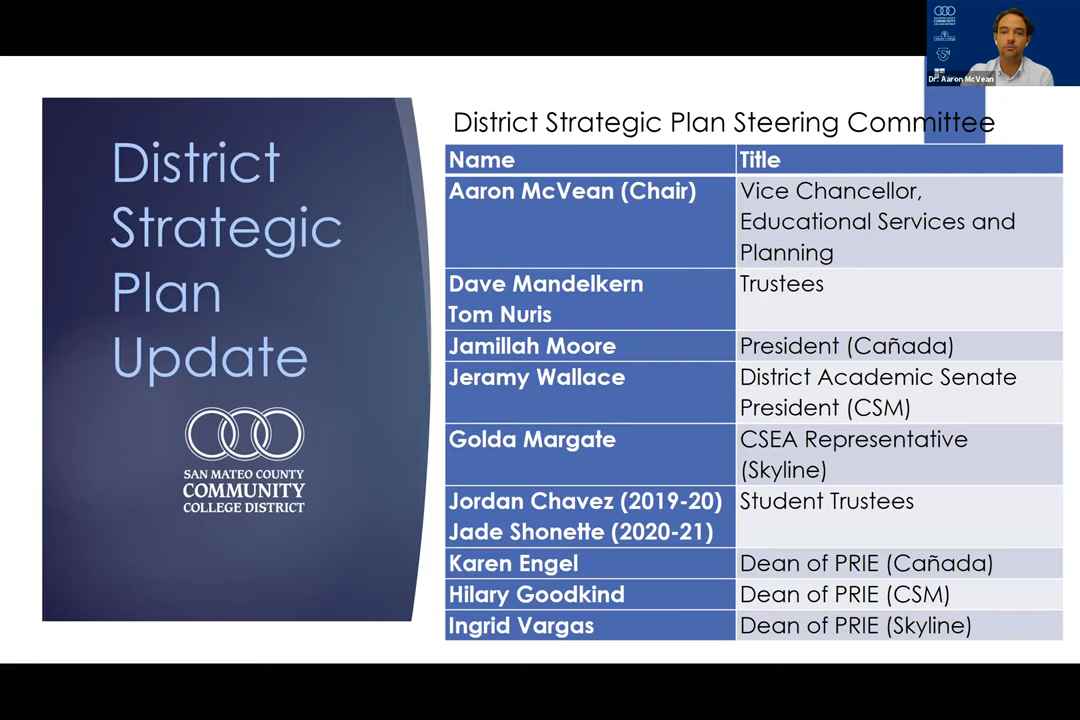 Dr. Aaron McVean
District
Strategic
Plan
Update
SAN MATEO COUNTY
COMMUNITY
COLLEGE DISTRICT
District Strategic Plan Steering Committee
Name Title
Aaron McVean (Chair) Vice Chancellor,
Educational Services and
Planning
Dave Mandelkern Trustees
Tom Nuris
Jamillah Moore President (Cañada)
Jeramy Wallace District Academic Senate
President (CSM)
Golda Margate CSEA Representative
(Skyline)
Jordan Chavez (2019-20) Student Trustees
Jade Shonette (2020-21)
Karen Engel Dean of PRIE (Cañada)
Hilary Goodkind Dean of PRIE (CSM)
Ingrid Vargas Dean of PRIE (Skyline)